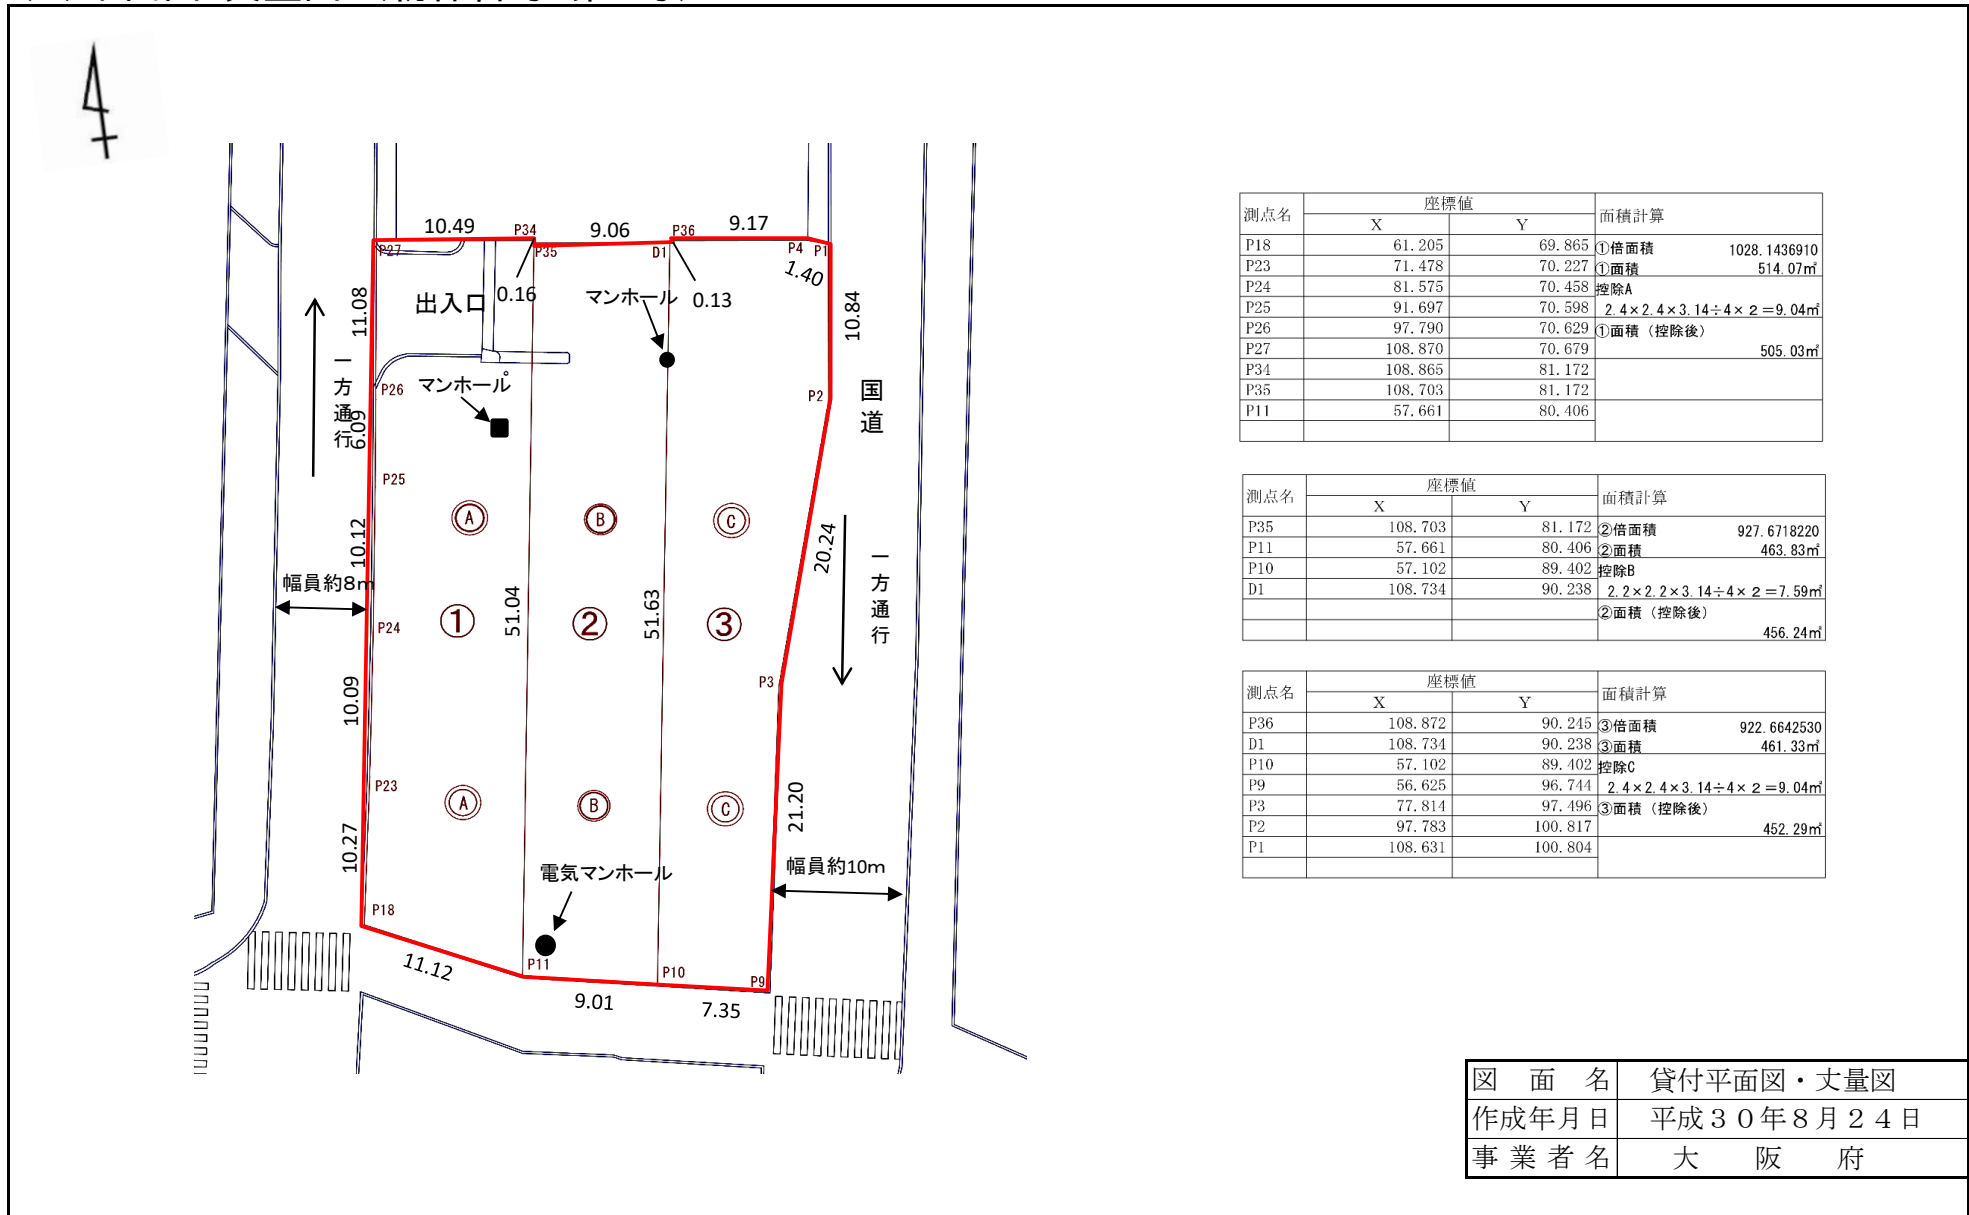 10.49
P34
9.06
P36
9.17
P27
P35
D1
P4
P1
1.40
0.16
0.13
出入口
マンホール
11.08
10.84
一方通行
P26
マンホール
P2
国道
6.09
P25
A
B
C
10.12
20.24
一方通行
幅員約8m
51.04
51.63
P24
①
②
③
P3
10.09
P23
A
B
C
21.20
10.27
電気マンホール
幅員約10m
P18
11.12
P11
P10
P9
9.01
7.35
測点名 座標値 面積計算
X Y
P18 61.205 69.865 ①倍面積 1028.1436910
P23 71.478 70.227 ①面積 514.07㎡
P24 81.575 70.458 控除A
P25 91.697 70.598 2.4×2.4×3.14÷4×2=9.04㎡
P26 97.790 70.629 ①面積（控除後）
P27 108.870 70.679 505.03㎡
P34 108.865 81.172
P35 108.703 81.172
P11 57.661 80.406
測点名 座標値 面積計算
X Y
P35 108.703 81.172 ②倍面積 927.6718220
P11 57.661 80.406 ②面積 463.83㎡
P10 57.102 89.402 控除B
D1 108.734 90.238 2.2×2.2×3.14÷4×2=7.59㎡
②面積（控除後）
456.24㎡
測点名 座標値 面積計算
X Y
P36 108.872 90.245 ③倍面積 922.6642530
D1 108.734 90.238 ③面積 461.33㎡
P10 57.102 89.402 控除C
P9 56.625 96.744 2.4×2.4×3.14÷4×2=9.04㎡
P3 77.814 97.496 ③面積（控除後）
P2 97.783 100.817 452.29㎡
P1 108.631 100.804
図面名 貸付平面図・丈量図
作成年月日 平成３０年８月２４日
事業者名 大阪府